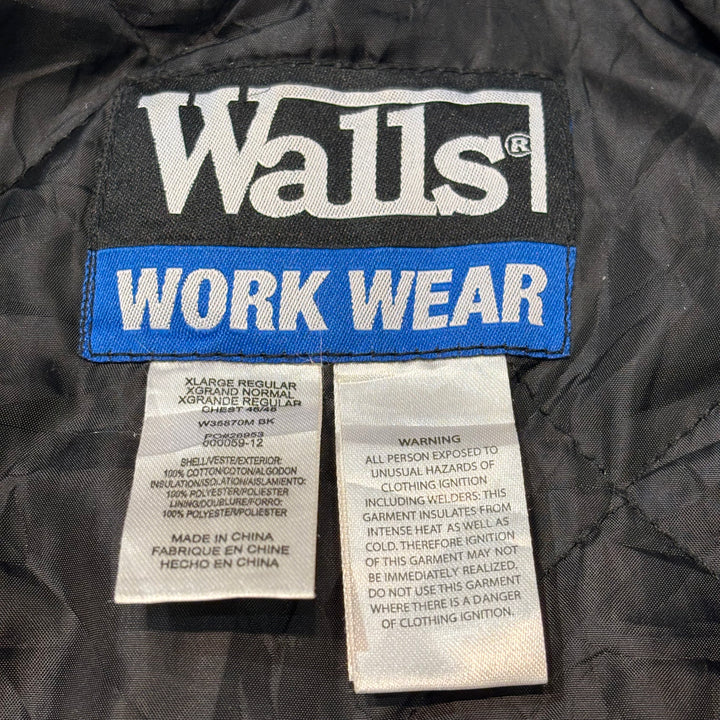 Walls®
WORK WEAR
XLARGE REGULAR
XGRAND NORMAL
XGRANDE REGULAR
CHEST 46/48
W35870M BK
PO#26953
000059-12
SHELL/VESTE/EXTERIOR:
100% COTTON/COTON/ALGODON
INSULATION/ISOLATION/AISLAMIENTO:
100% POLYESTER/POLIESTER
LINING/DOUBLURE/FORRO:
100% POLYESTER/POLIESTER
MADE IN CHINA
FABRIQUE EN CHINE
HECHO EN CHINA
WARNING
ALL PERSON EXPOSED TO
UNUSUAL HAZARDS OF
CLOTHING IGNITION
INCLUDING WELDERS: THIS
GARMENT INSULATES FROM
INTENSE HEAT AS WELL AS
COLD. THEREFORE IGNITION
OF THIS GARMENT MAY NOT
BE IMMEDIATELY REALIZED.
DO NOT USE THIS GARMENT
WHERE THERE IS A DANGER
OF CLOTHING IGNITION.